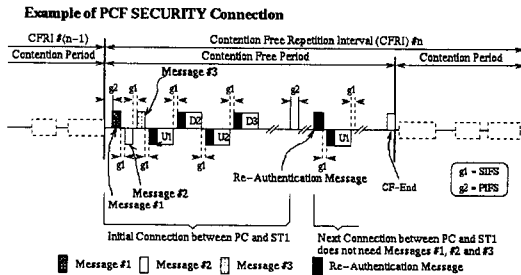 Example of PCF SECURITY Connection
CFRI #(n-1)
Contention Free Repetition Interval (CFRI) #n
Contention Period
Contention Free Period
Contention Period
g2
g1
Message #3
g1
g1
g2
g1
D2
D3
U1
U2
U1
g1
g1
g1
g1
Message #2
Message #1
Re-Authentication Message
CF-End
g1 = SIFS
g2 = PIFS
Initial Connection between PC and ST1
Next Connection between PC and ST1
does not need Messages #1, #2 and #3
Message #1
Message #2
Message #3
Re-Authentication Message